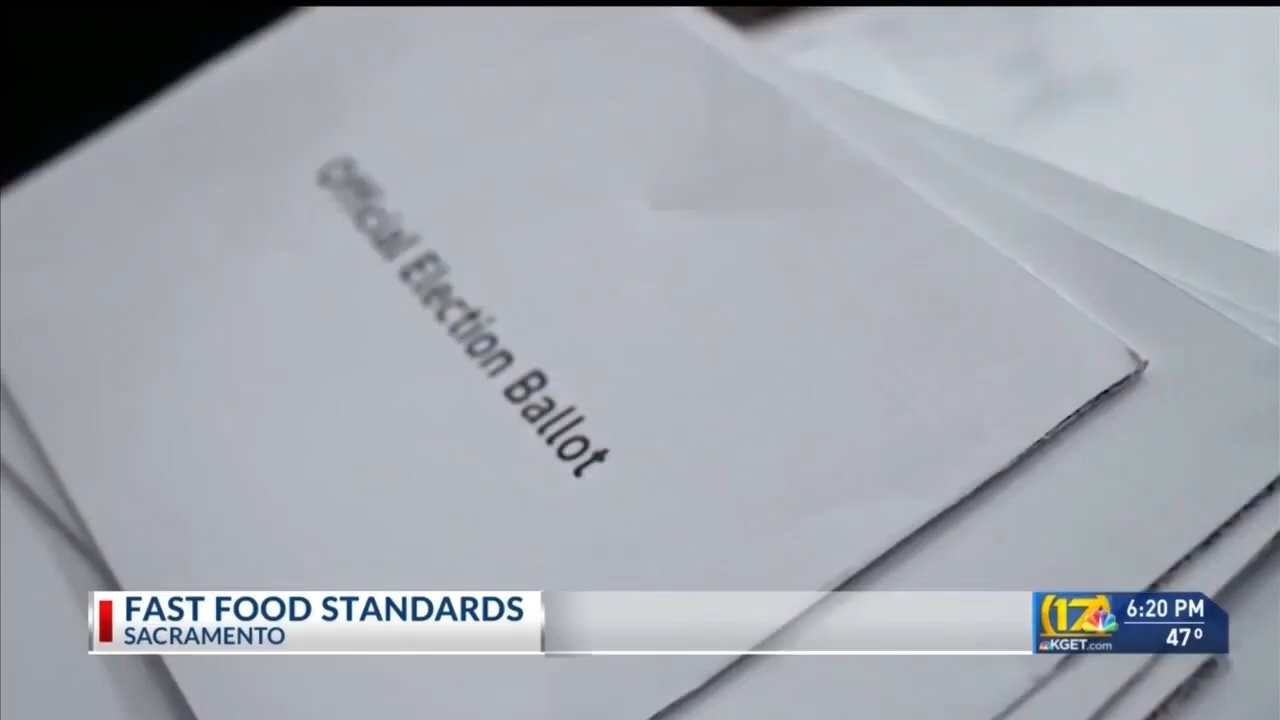 Official Election Ballot
FAST FOOD STANDARDS
SACRAMENTO
17
6:20 PM
KGET.com
47°